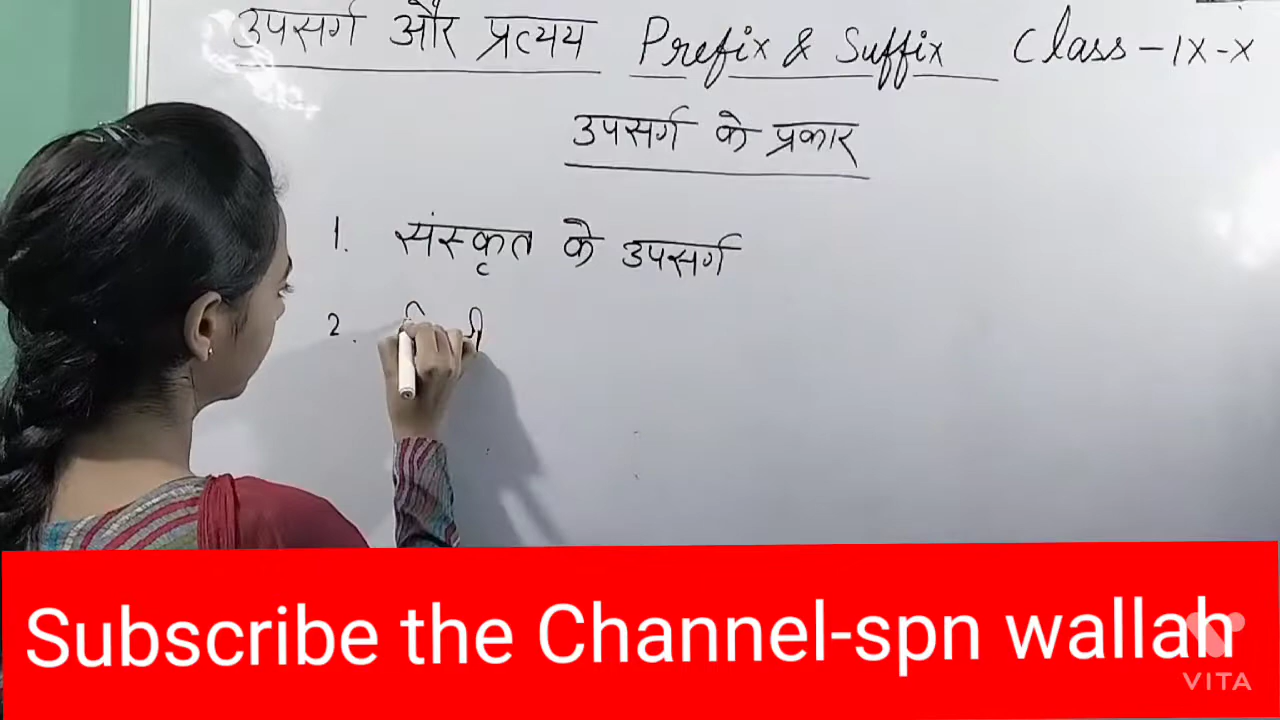 उपसर्ग और प्रत्यय Prefix & Suffix Class-IX-X
उपसर्ग के प्रकार
1. संस्कृत के उपसर्ग
2.
Subscribe the Channel-spn wallah
VITA